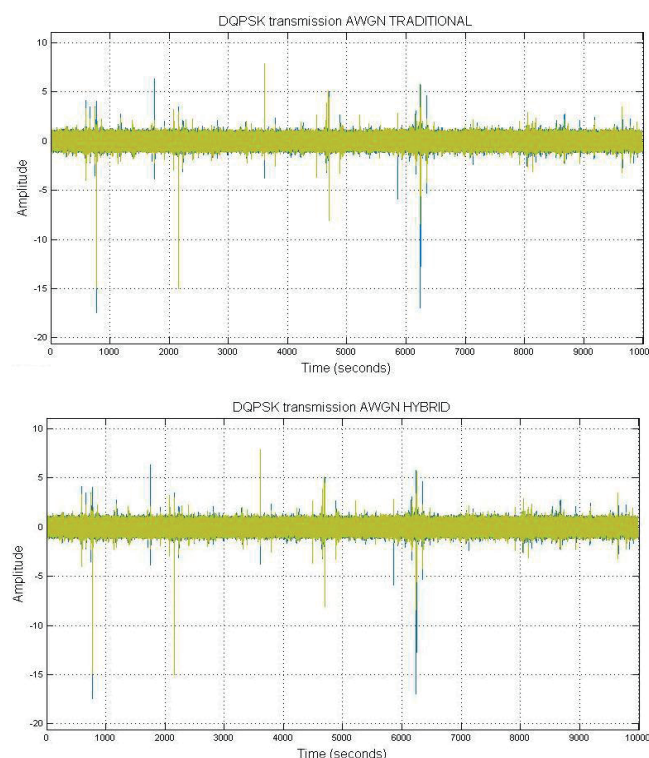 DQPSK transmission AWGN TRADITIONAL
10
5
0
-5
-10
-15
-20
Amplitude
0 1000 2000 3000 4000 5000 6000 7000 8000 9000 1000
Time (seconds)
DQPSK transmission AWGN HYBRID
10
5
0
-5
-10
-15
-20
Amplitude
0 1000 2000 3000 4000 5000 6000 7000 8000 9000 10000
Time (seconds)